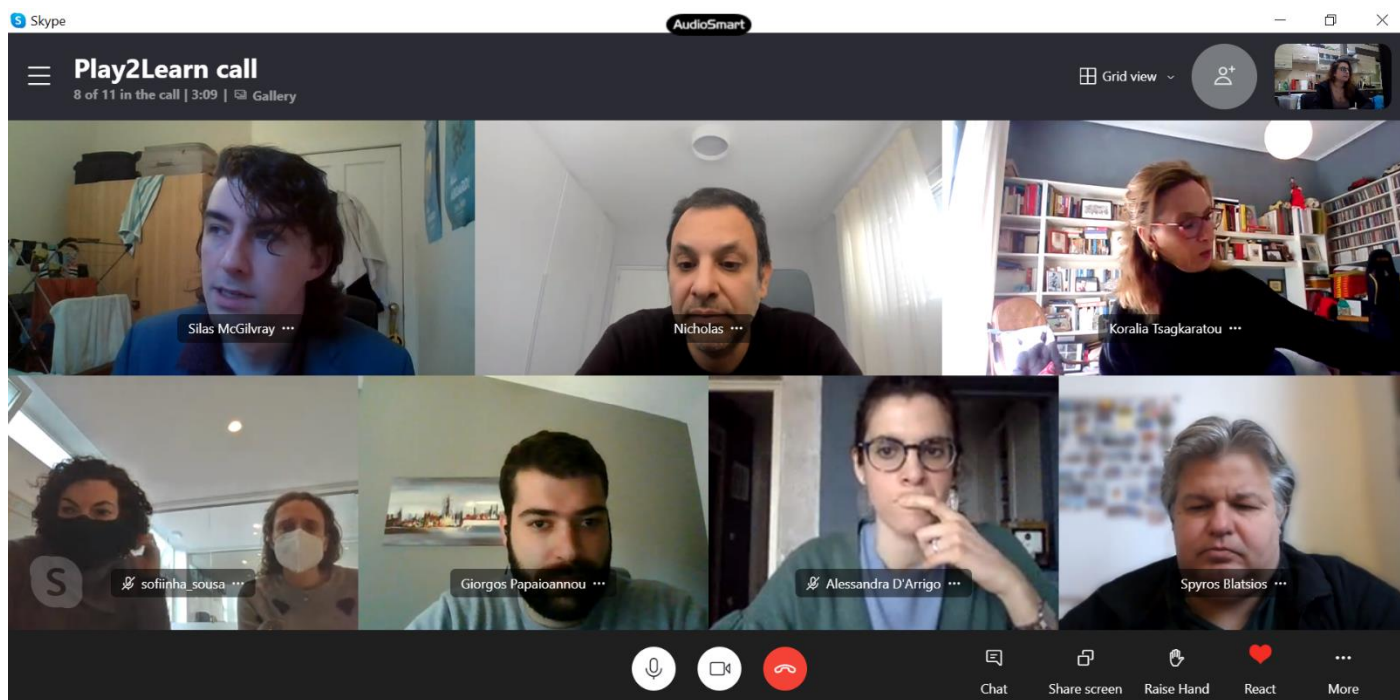 Skype
AudioSmart
Play2Learn call
8 of 11 in the call | 3:09 | Gallery
Grid view
Silas McGilvray ···
Nicholas ···
Koralia Tsagkaratou ···
S
sofiinha_sousa ···
Giorgos Papaioannou ···
Alessandra D'Arrigo ···
Spyros Blatsios ···
Chat
Share screen
Raise Hand
React
More